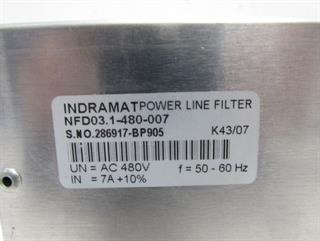 INDRAMAT POWER LINE FILTER
NFD03.1-480-007
S.NO.286917-BP905 K43/07
UN = AC 480V f = 50 - 60 Hz
IN = 7A +10%